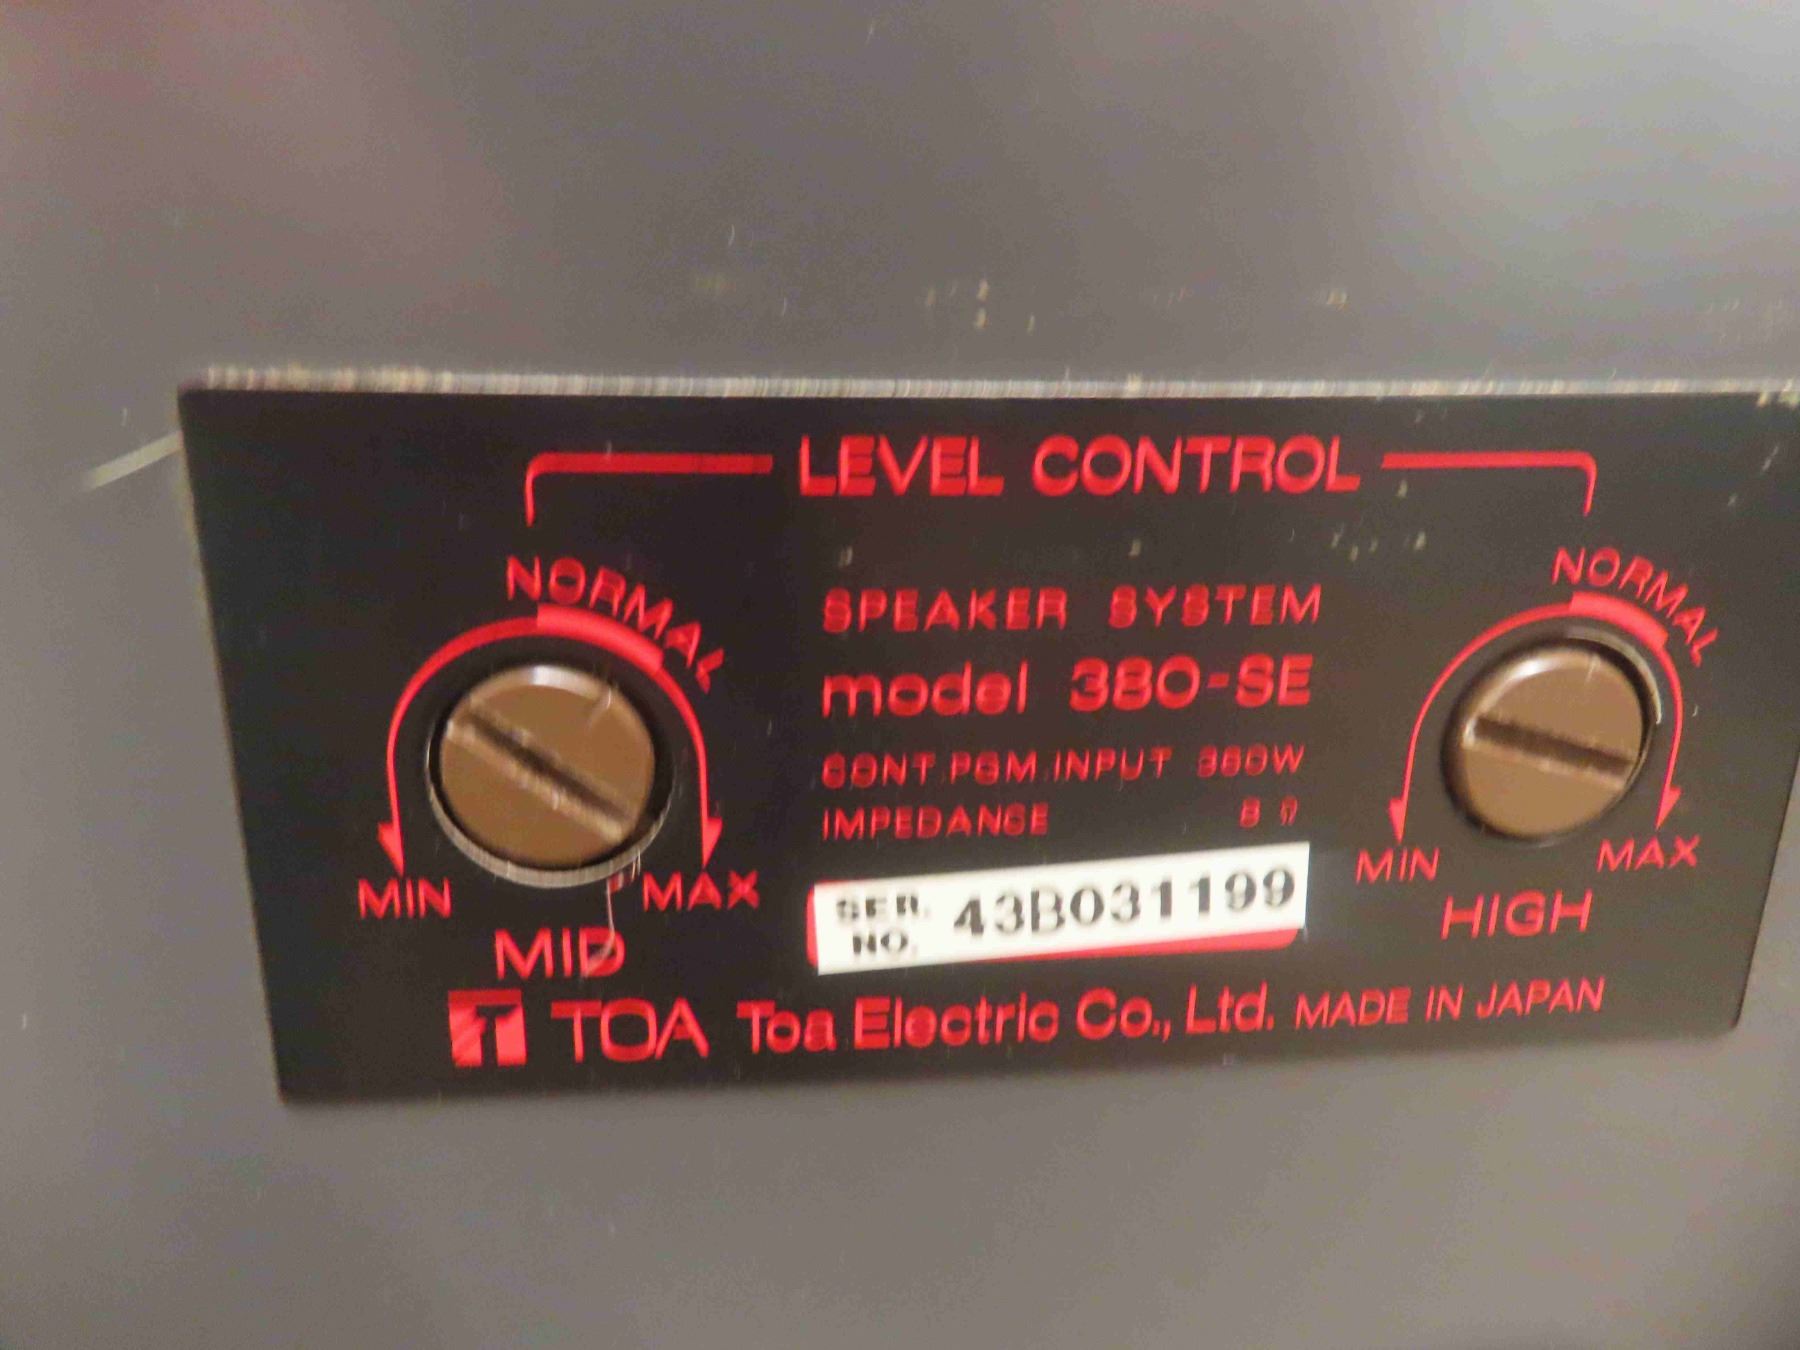 LEVEL CONTROL
NORMAL
NORMAL
SPEAKER SYSTEM
model 380-SE
CONT. PGM. INPUT 360W
IMPEDANCE 8 Ω
MIN MAX
MIN MAX
MID
HIGH
SER. NO. 43B031199
TOA Toa Electric Co., Ltd. MADE IN JAPAN